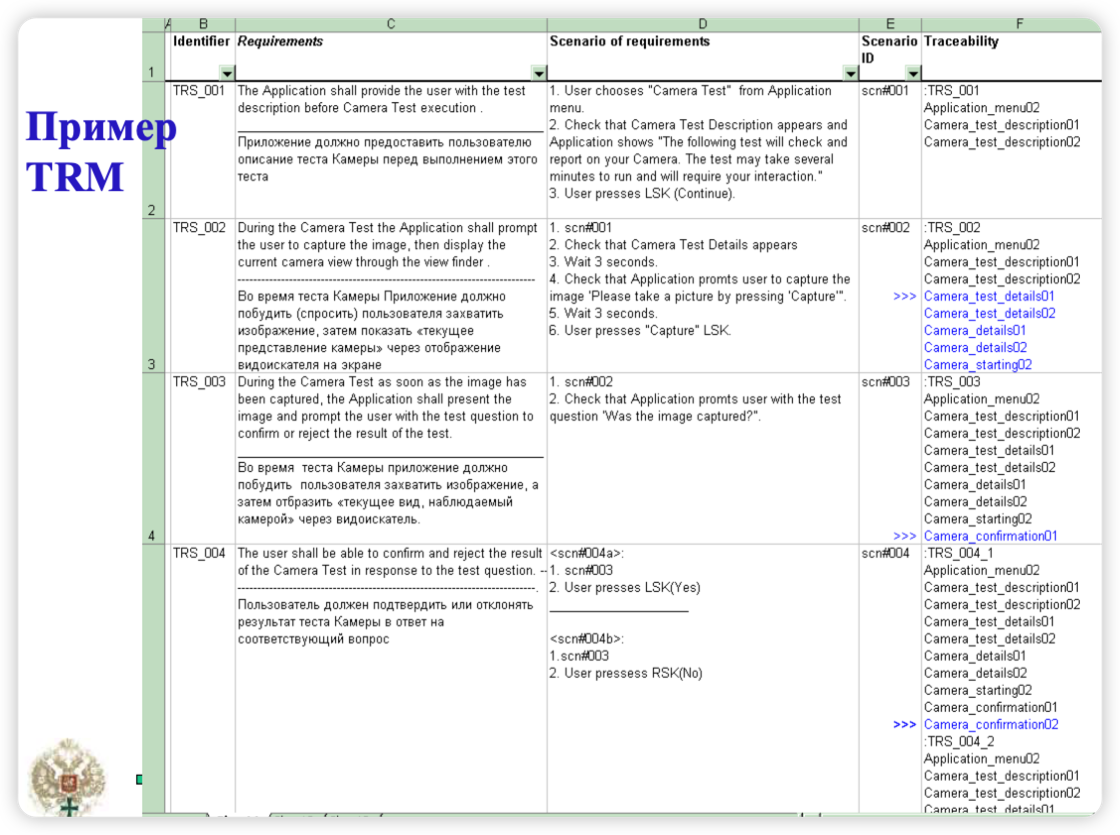 Пример
TRM
A B C D E F
Identifier Requirements Scenario of requirements Scenario Traceability
ID
1
TRS_001
The Application shall provide the user with the test
description before Camera Test execution .
Приложение должно предоставить пользователю
описание теста Камеры перед выполнением этого
теста
1. User chooses "Camera Test" from Application
menu.
2. Check that Camera Test Description appears and
Application shows "The following test will check and
report on your Camera. The test may take several
minutes to run and will require your interaction."
3. User presses LSK (Continue).
scn#001
:TRS_001
Application_menu02
Camera_test_description01
Camera_test_description02
2
TRS_002
During the Camera Test the Application shall prompt
the user to capture the image, then display the
current camera view through the view finder .
--------------------------------------------------------------------
Во время теста Камеры Приложение должно
побудить (спросить) пользователя захватить
изображение, затем показать «текущее
представление камеры» через отображение
видоискателя на экране
1. scn#001
2. Check that Camera Test Details appears
3. Wait 3 seconds.
4. Check that Application promts user to capture the
image 'Please take a picture by pressing 'Capture'".
5. Wait 3 seconds.
6. User presses "Capture" LSK.
scn#002
:TRS_002
Application_menu02
Camera_test_description01
Camera_test_description02
>>> Camera_test_details01
Camera_test_details02
Camera_details01
Camera_details02
Camera_starting02
3
TRS_003
During the Camera Test as soon as the image has
been captured, the Application shall present the
image and prompt the user with the test question to
confirm or reject the result of the test.
Во время теста Камеры приложение должно
побудить пользователя захватить изображение, а
затем отбразить «текущее вид, наблюдаемый
камерой» через видоискатель.
1. scn#002
2. Check that Application promts user with the test
question 'Was the image captured?".
scn#003
:TRS_003
Application_menu02
Camera_test_description01
Camera_test_description02
Camera_test_details01
Camera_test_details02
Camera_details01
Camera_details02
Camera_starting02
>>> Camera_confirmation01
4
TRS_004
The user shall be able to confirm and reject the result
of the Camera Test in response to the test question. --
--------------------------------------------------------------------.
Пользователь должен подтвердить или отклонять
результат теста Камеры в ответ на
соответствующий вопрос
<scn#004a>:
1. scn#003
2. User presses LSK(Yes)
<scn#004b>:
1.scn#003
2. User pressess RSK(No)
scn#004
:TRS_004_1
Application_menu02
Camera_test_description01
Camera_test_description02
Camera_test_details01
Camera_test_details02
Camera_details01
Camera_details02
Camera_starting02
Camera_confirmation01
>>> Camera_confirmation02
:TRS_004_2
Application_menu02
Camera_test_description01
Camera_test_description02
Camera_test_details01